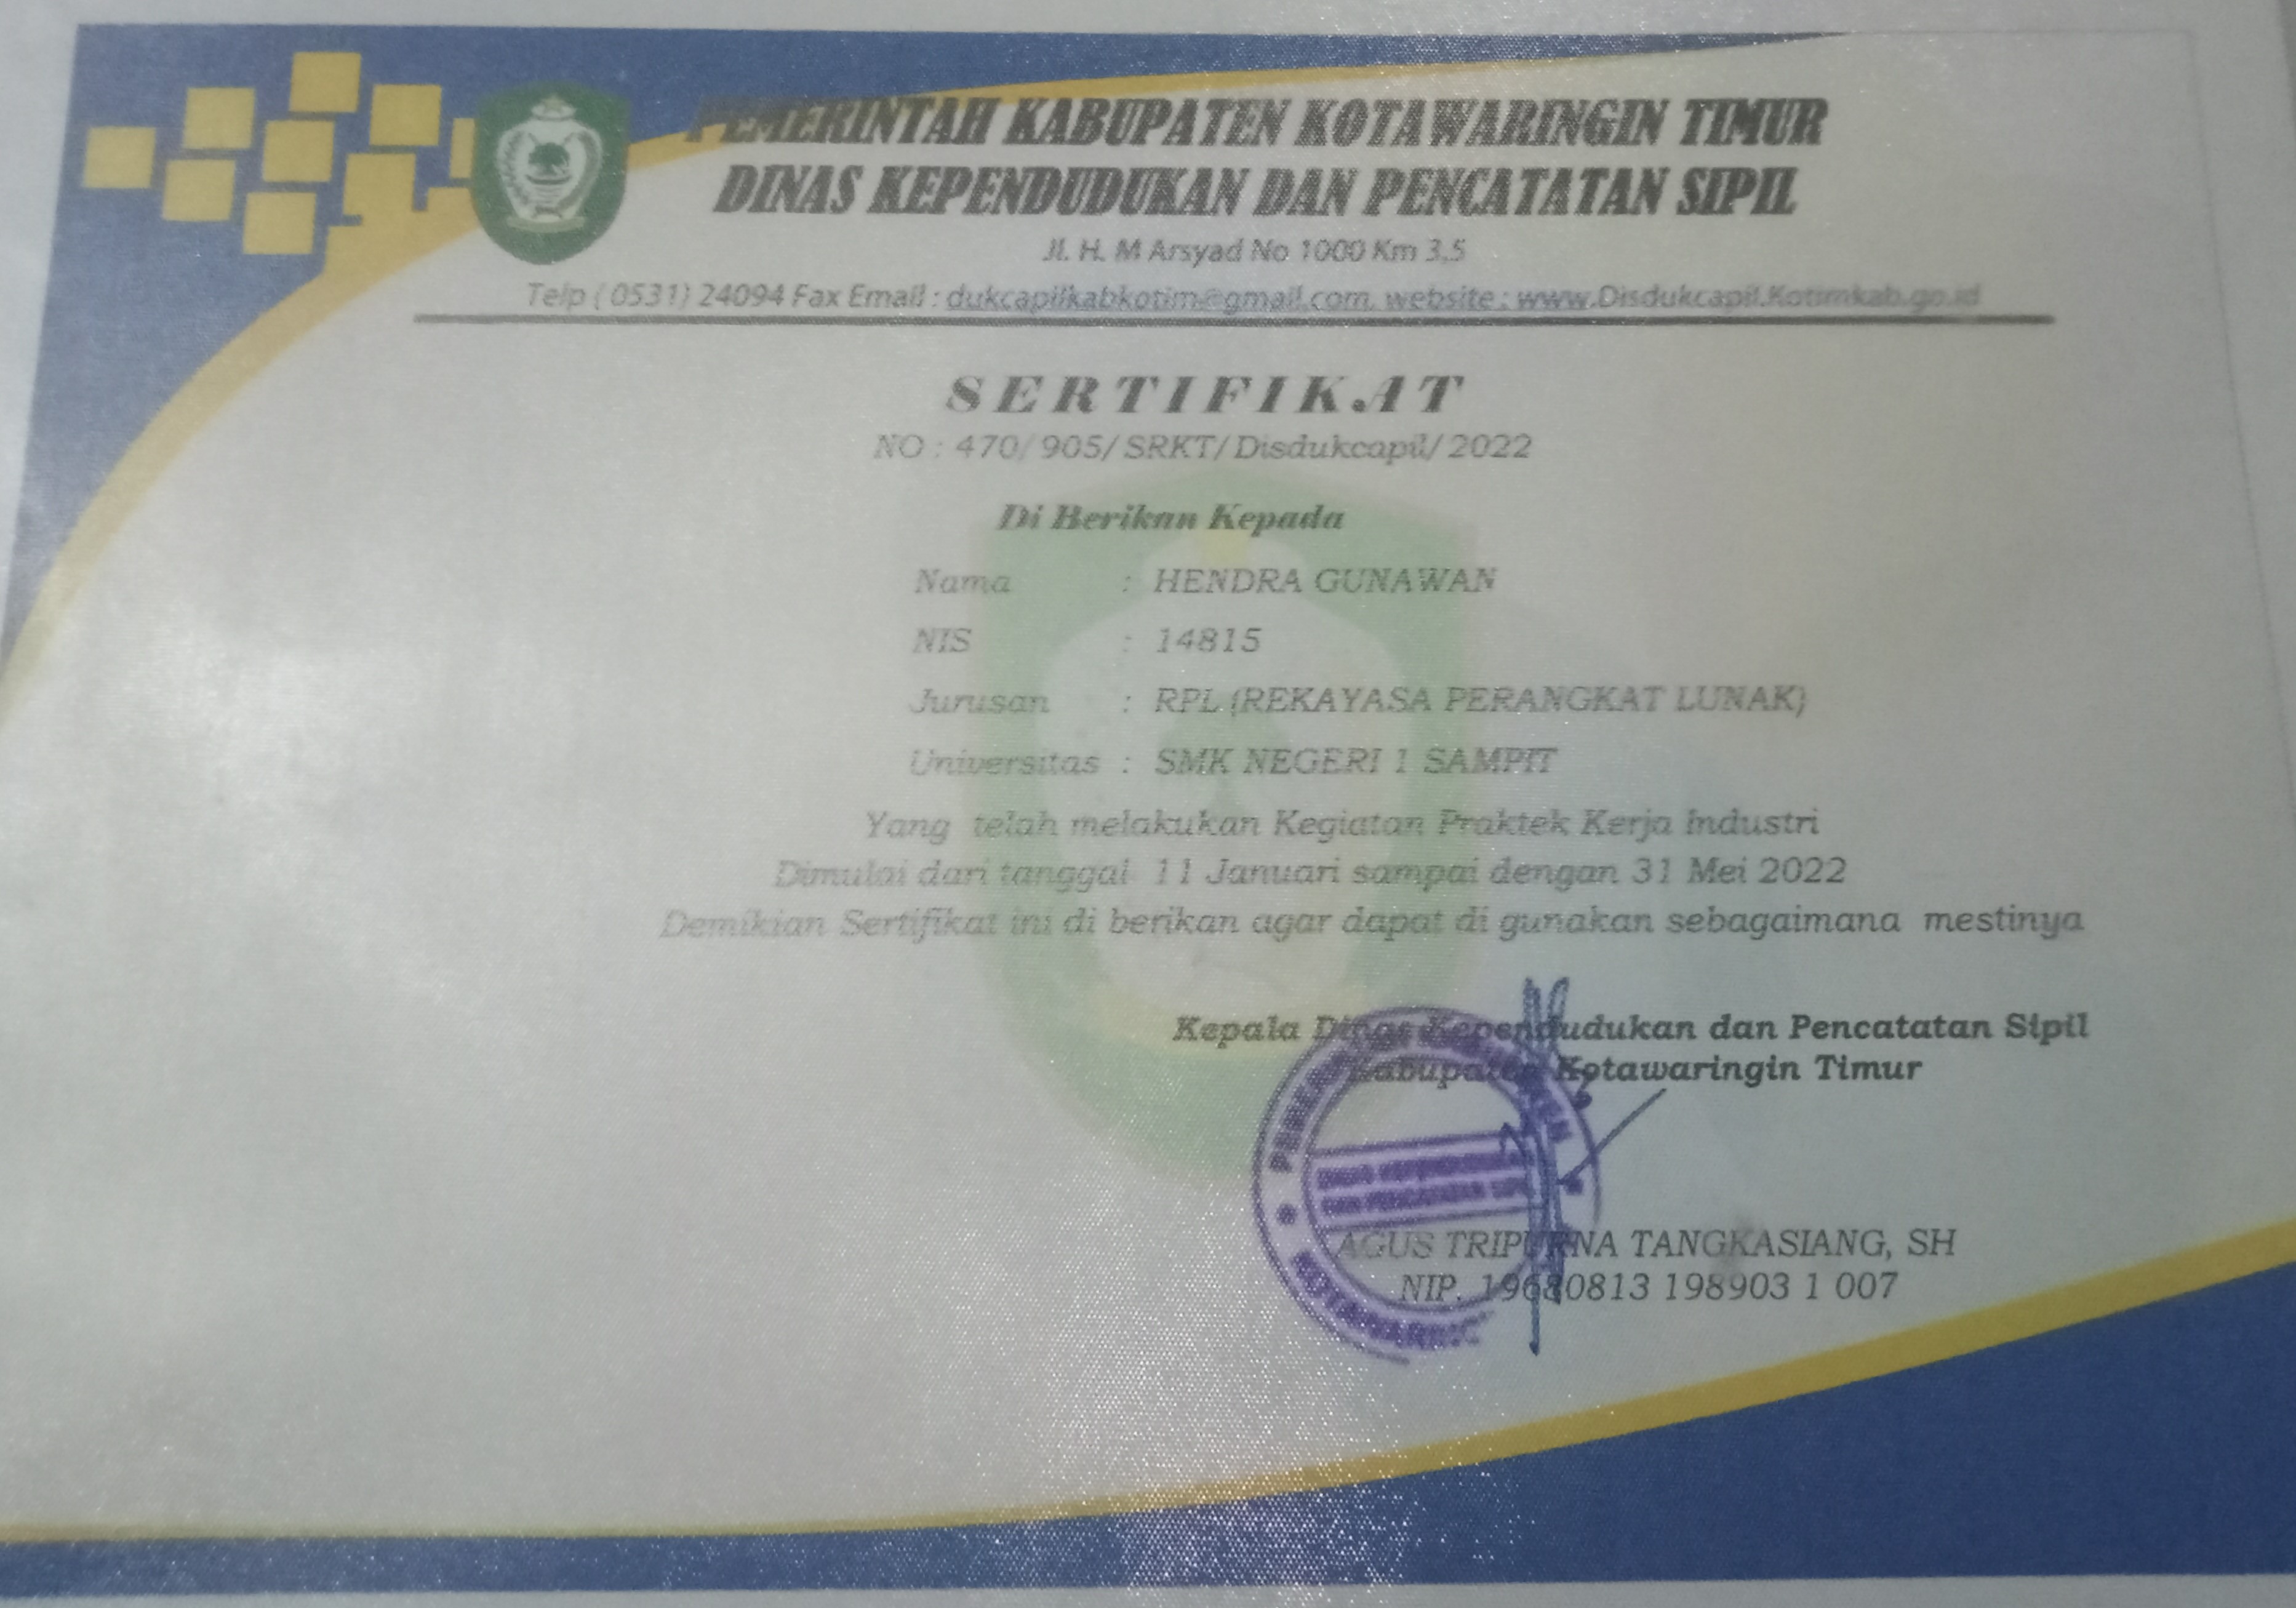 PEMERINTAH KABUPATEN KOTAWARINGIN TIMUR
DINAS KEPENDUDUKAN DAN PENCATATAN SIPIL
Jl. H. M Arsyad No 1000 Km 3,5
Telp ( 0531) 24094 Fax Email : dukcapilkabkotim@gmail.com. website : www.Disdukcapil.Kotimkab.go.id
SERTIFIKAT
NO : 470/ 905/ SRKT/ Disdukcapil/ 2022
Di Berikan Kepada
Nama : HENDRA GUNAWAN
NIS : 14815
Jurusan : RPL (REKAYASA PERANGKAT LUNAK)
Universitas : SMK NEGERI 1 SAMPIT
Yang telah melakukan Kegiatan Praktek Kerja Industri
Dimulai dari tanggal 11 Januari sampai dengan 31 Mei 2022
Demikian Sertifikat ini di berikan agar dapat di gunakan sebagaimana mestinya
Kepala Dinas Kependudukan dan Pencatatan Sipil
Kabupaten Kotawaringin Timur
DINAS KEPENDUDUKAN
DAN PENCATATAN SIPIL
AGUS TRIPURNA TANGKASIANG, SH
NIP. 19680813 198903 1 007